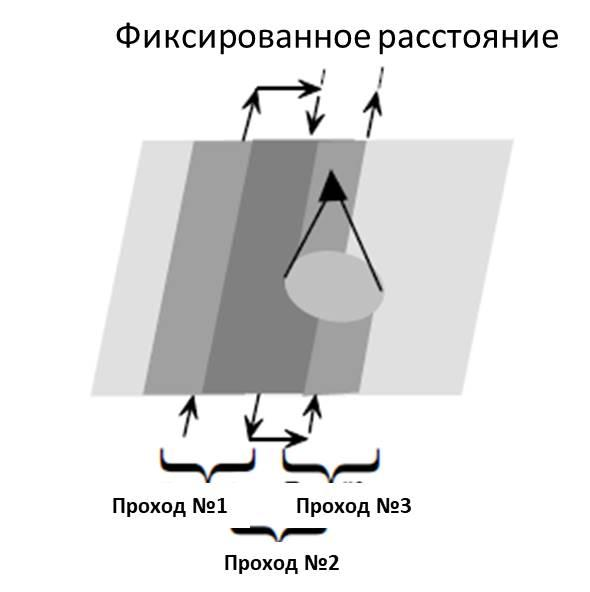 Фиксированное расстояние
Проход №1
Проход №3
Проход №2